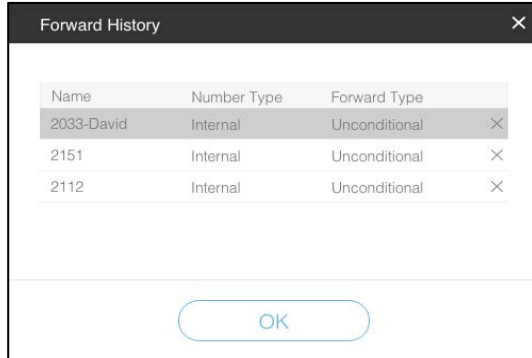 Forward History
Name Number Type Forward Type
2033-David Internal Unconditional
2151 Internal Unconditional
2112 Internal Unconditional
OK